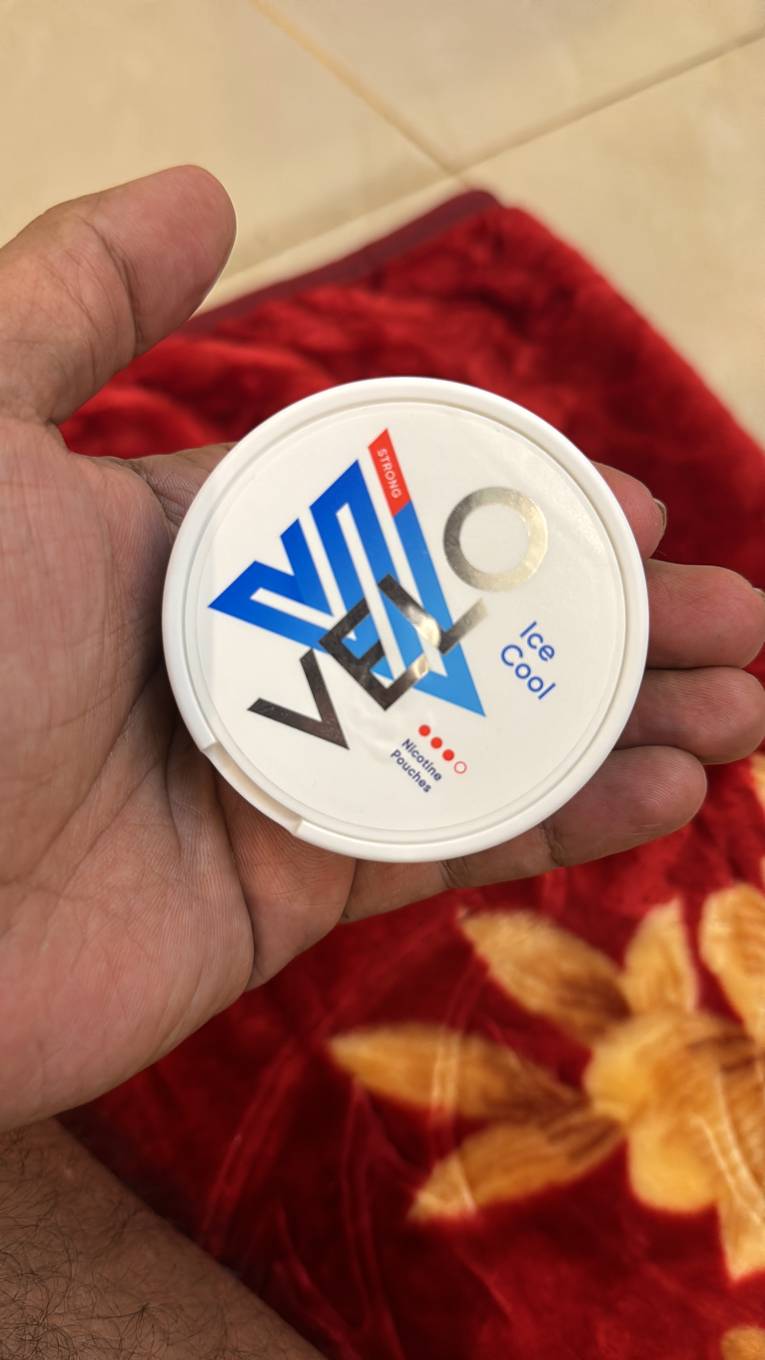 STRONG
VELO
Ice
Cool
Nicotine
Pouches